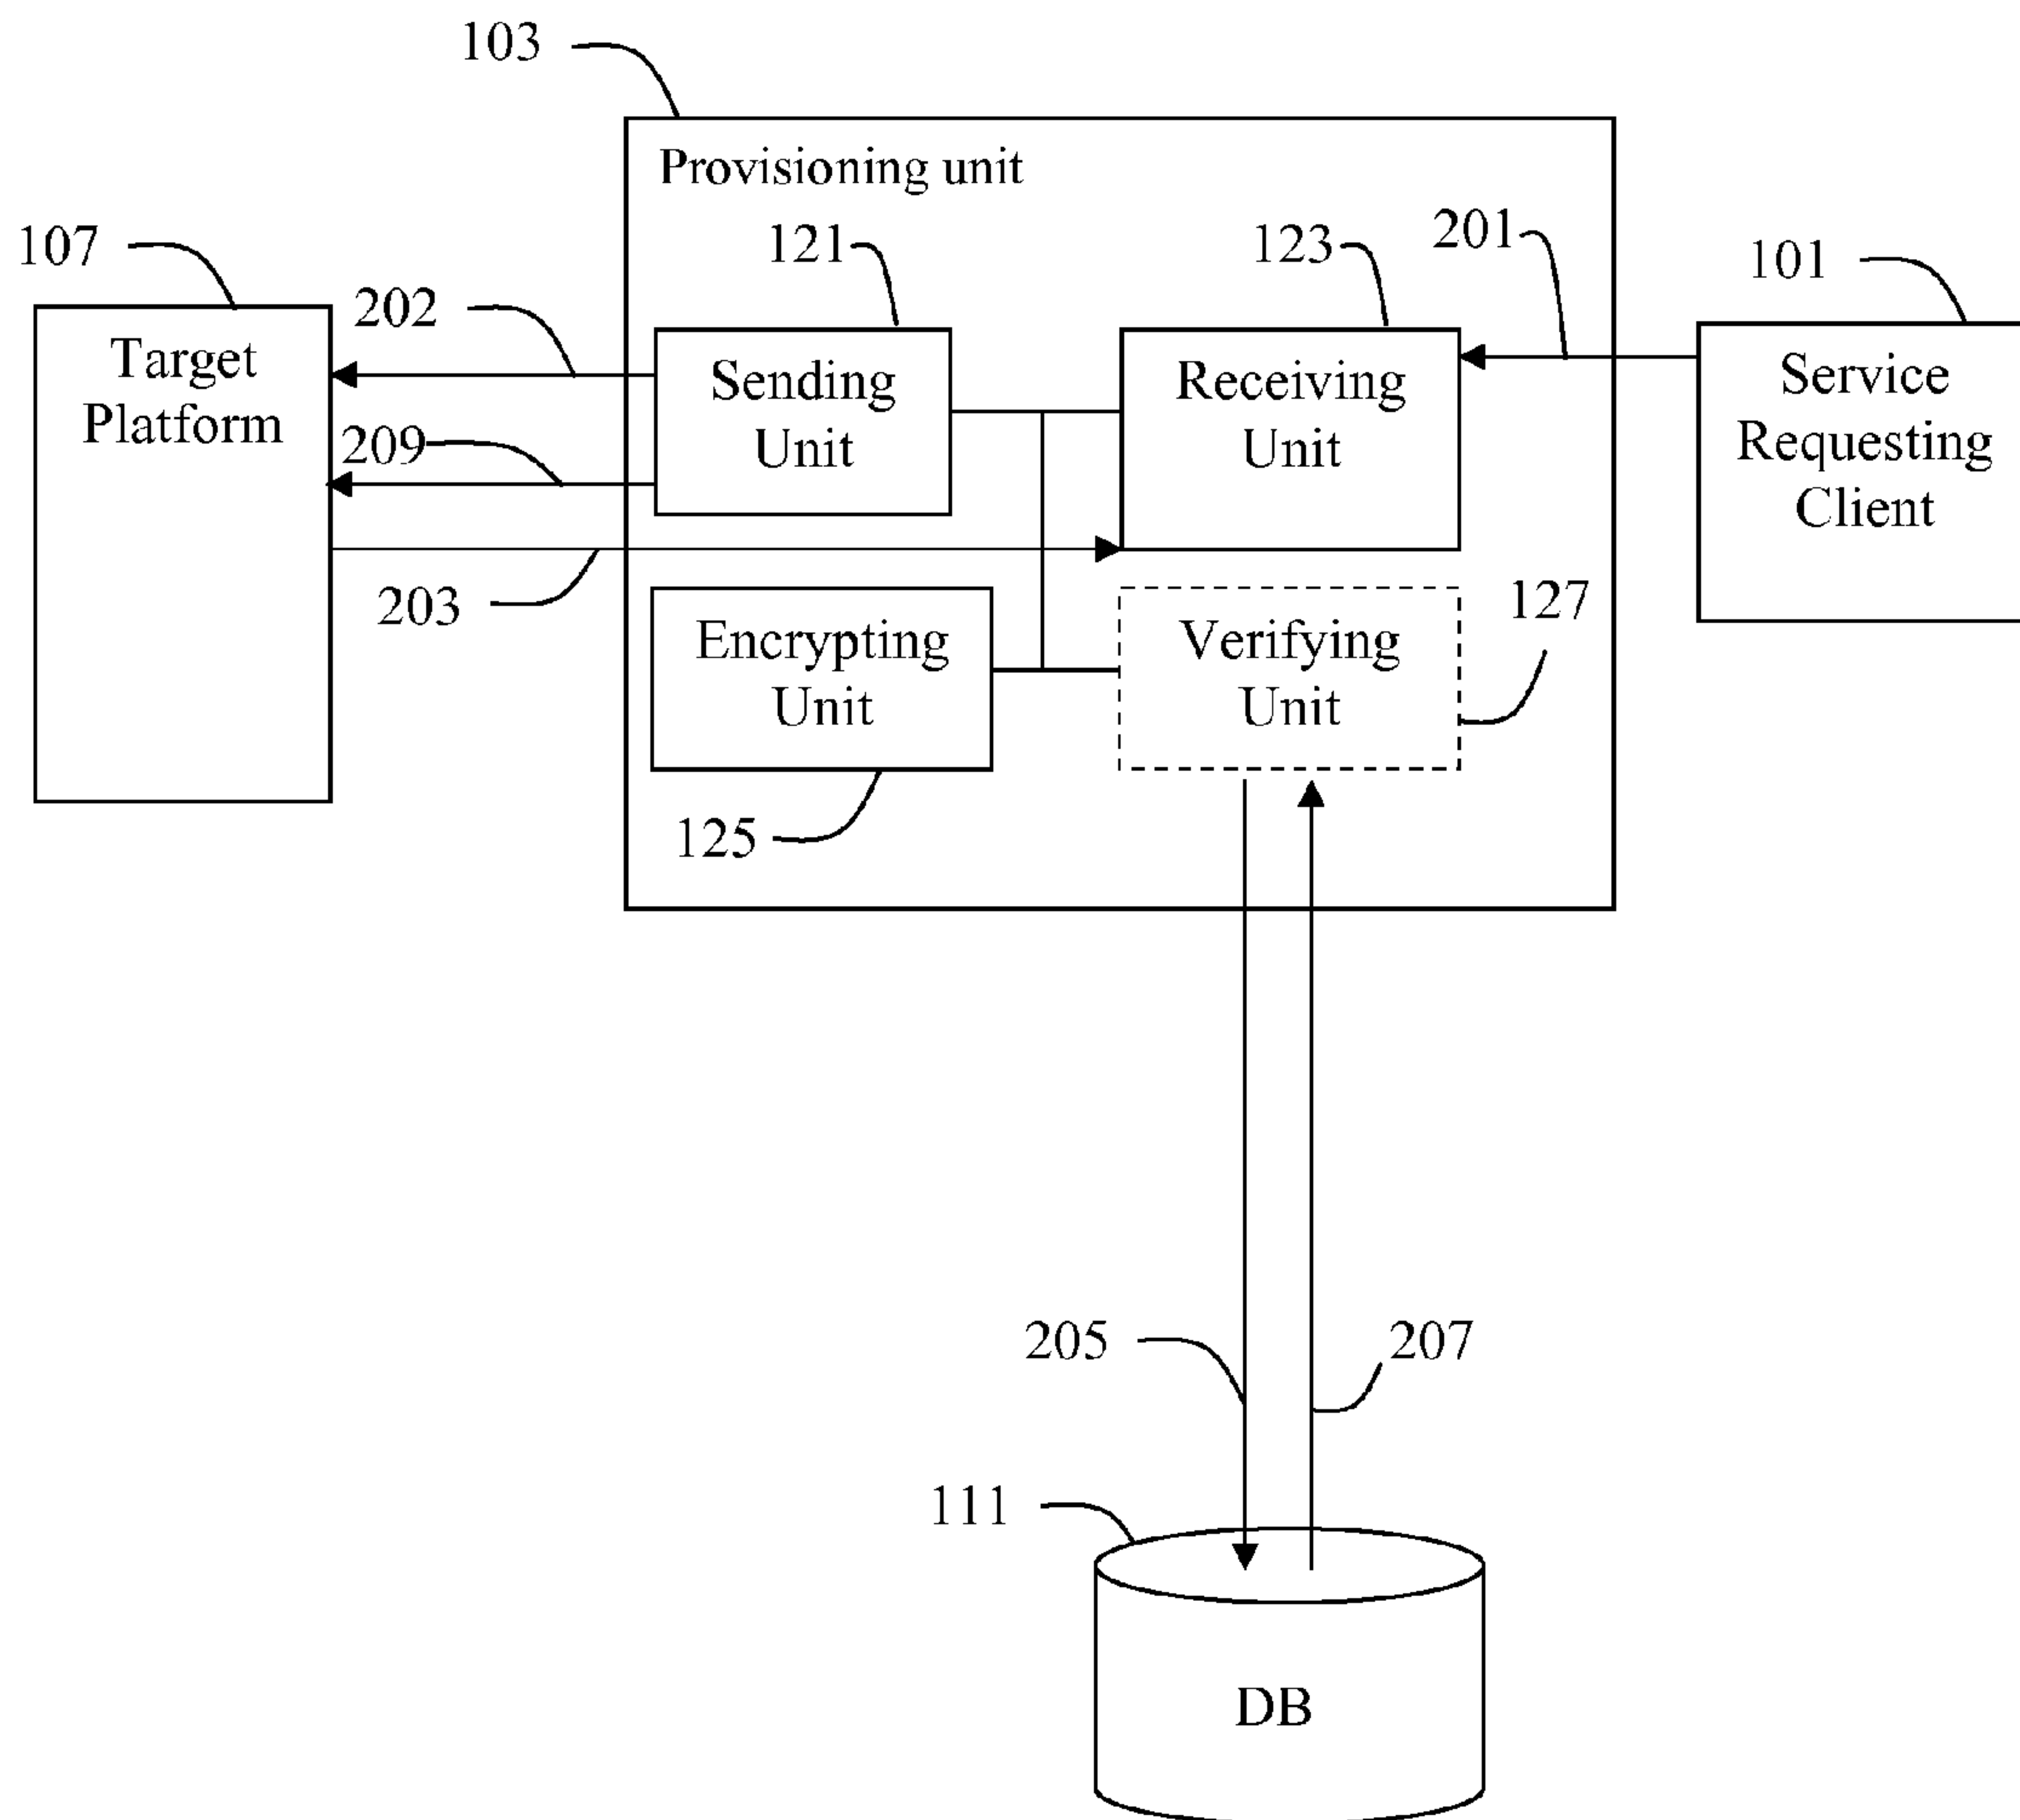 103
Provisioning unit
107
121
123
201
101
202
Target
Platform
Sending
Unit
Receiving
Unit
Service
Requesting
Client
209
203
Encrypting
Unit
Verifying
Unit
127
125
205
207
111
DB